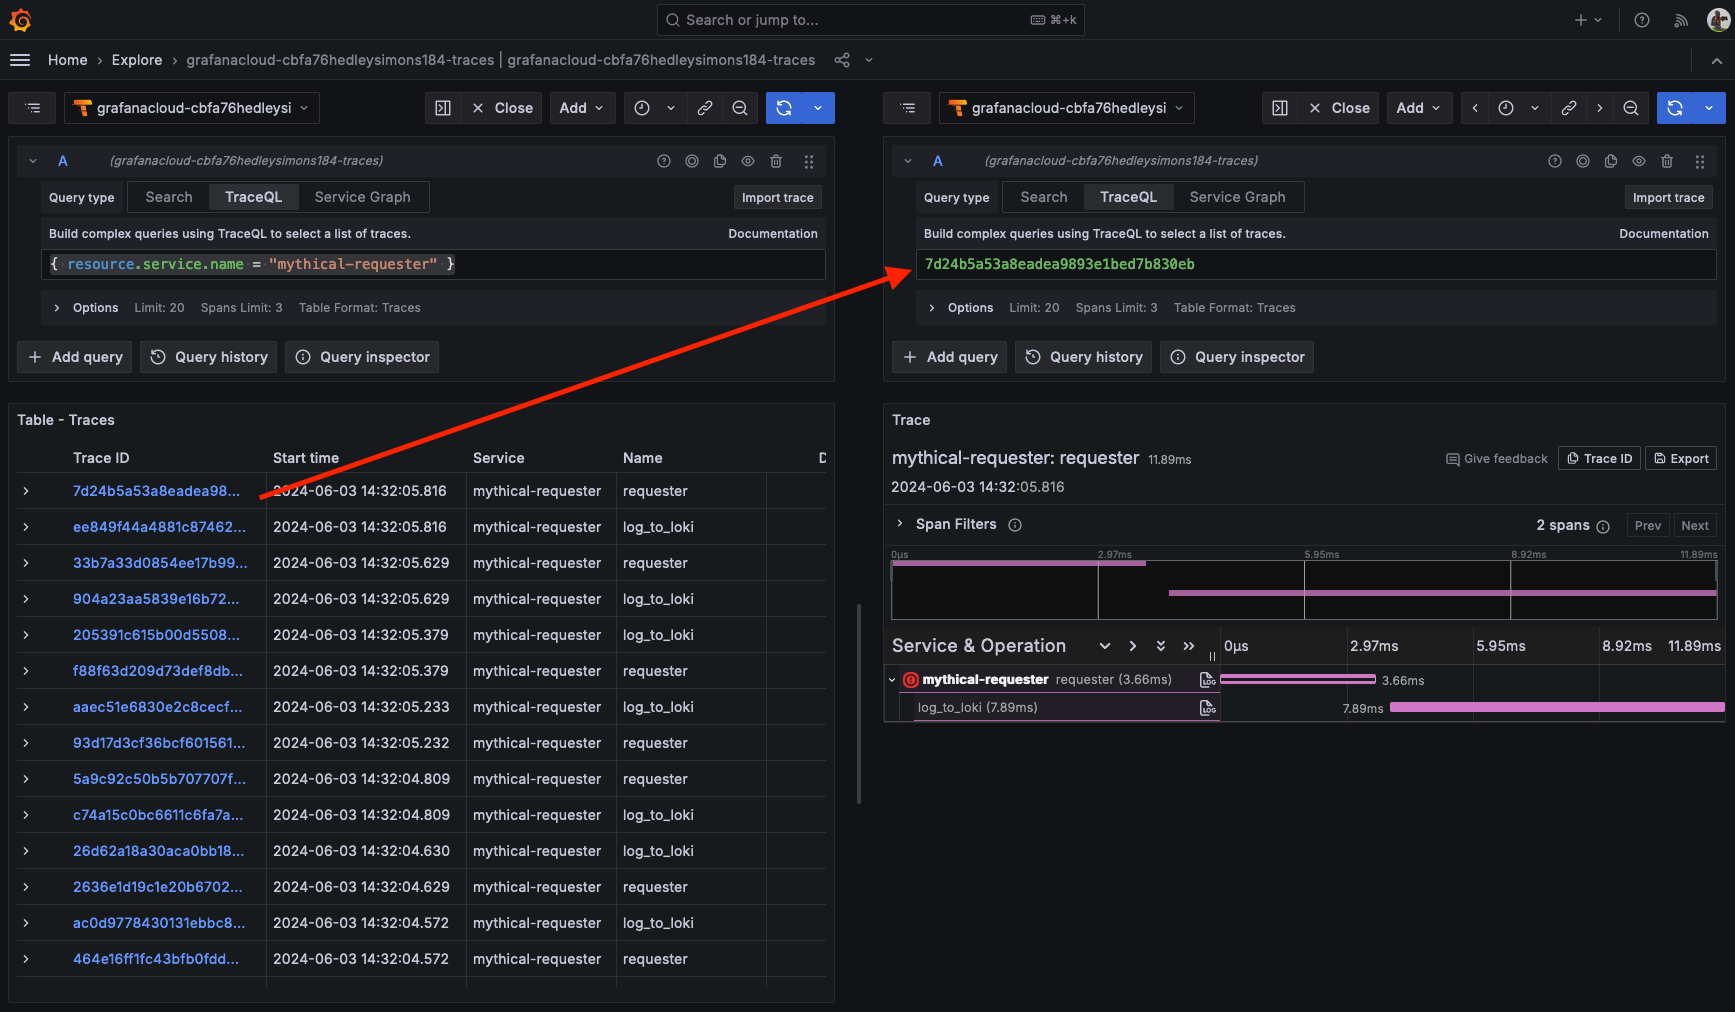 Search or jump to...
⌘+k
Home › Explore › grafanacloud-cbfa76hedleysimons184-traces | grafanacloud-cbfa76hedleysimons184-traces
grafanacloud-cbfa76hedleysi
Close
Add
A
(grafanacloud-cbfa76hedleysimons184-traces)
Query type
Search
TraceQL
Service Graph
Import trace
Build complex queries using TraceQL to select a list of traces.
Documentation
{ resource.service.name = "mythical-requester" }
Options Limit: 20 Spans Limit: 3 Table Format: Traces
Add query
Query history
Query inspector
Table - Traces
Trace ID Start time Service Name D
7d24b5a53a8eadea98... 2024-06-03 14:32:05.816 mythical-requester requester
ee849f44a4881c87462... 2024-06-03 14:32:05.816 mythical-requester log_to_loki
33b7a33d0854ee17b99... 2024-06-03 14:32:05.629 mythical-requester requester
904a23aa5839e16b72... 2024-06-03 14:32:05.629 mythical-requester log_to_loki
205391c615b00d5508... 2024-06-03 14:32:05.379 mythical-requester log_to_loki
f88f63d209d73def8db... 2024-06-03 14:32:05.379 mythical-requester requester
aaec51e6830e2c8cecf... 2024-06-03 14:32:05.233 mythical-requester log_to_loki
93d17d3cf36bcf601561... 2024-06-03 14:32:05.232 mythical-requester requester
5a9c92c50b5b707707f... 2024-06-03 14:32:04.809 mythical-requester requester
c74a15c0bc6611c6fa7a... 2024-06-03 14:32:04.809 mythical-requester log_to_loki
26d62a18a30aca0bb18... 2024-06-03 14:32:04.630 mythical-requester log_to_loki
2636e1d19c1e20b6702... 2024-06-03 14:32:04.629 mythical-requester requester
ac0d9778430131ebbc8... 2024-06-03 14:32:04.572 mythical-requester log_to_loki
464e16ff1fc43bfb0fdd... 2024-06-03 14:32:04.572 mythical-requester requester
grafanacloud-cbfa76hedleysi
Close
Add
A
(grafanacloud-cbfa76hedleysimons184-traces)
Query type
Search
TraceQL
Service Graph
Import trace
Build complex queries using TraceQL to select a list of traces.
Documentation
7d24b5a53a8eadea9893e1bed7b830eb
Options Limit: 20 Spans Limit: 3 Table Format: Traces
Add query
Query history
Query inspector
Trace
mythical-requester: requester 11.89ms
Give feedback
Trace ID
Export
2024-06-03 14:32:05.816
Span Filters
2 spans
Prev
Next
0μs 2.97ms 5.95ms 8.92ms 11.89ms
Service & Operation
0μs 2.97ms 5.95ms 8.92ms 11.89ms
mythical-requester requester (3.66ms) LOG 3.66ms
log_to_loki (7.89ms) LOG 7.89ms